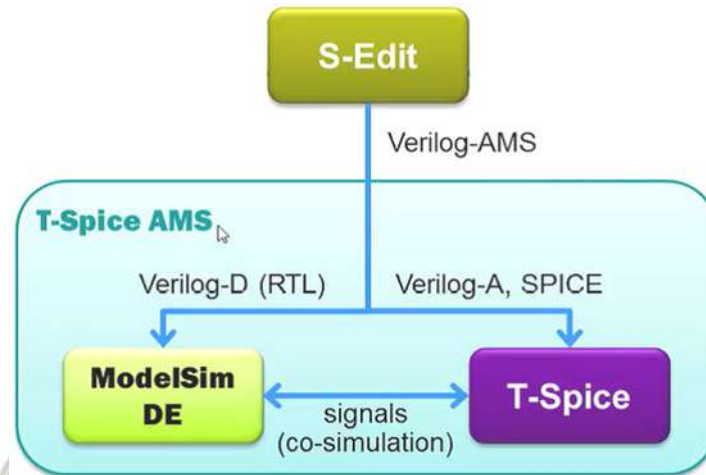 S-Edit
Verilog-AMS
T-Spice AMS
Verilog-D (RTL)
Verilog-A, SPICE
ModelSim
DE
signals
(co-simulation)
T-Spice